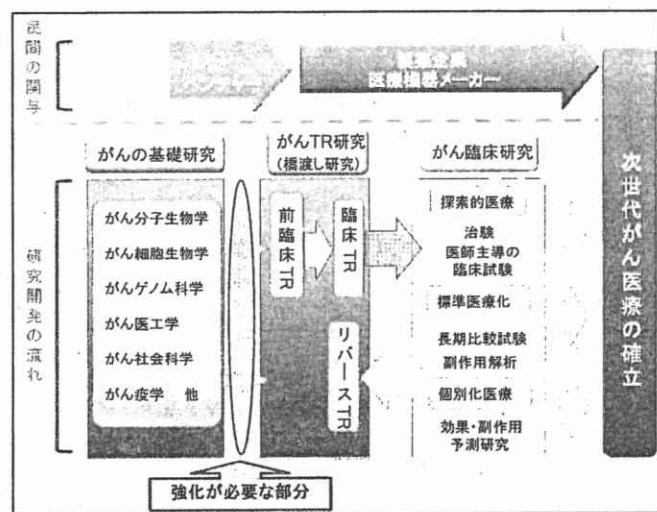 民間の関与
医療機器メーカー
がんの基礎研究
がんTR研究
(橋渡し研究)
がん臨床研究
研究開発の流れ
がん分子生物学
がん細胞生物学
がんゲノム科学
がん医工学
がん社会科学
がん疫学 他
前臨床TR
臨床TR
リバースTR
探索的医療
治験
医師主導の
臨床試験
標準医療化
長期比較試験
副作用解析
個別化医療
効果・副作用
予測研究
次世代がん医療の確立
強化が必要な部分